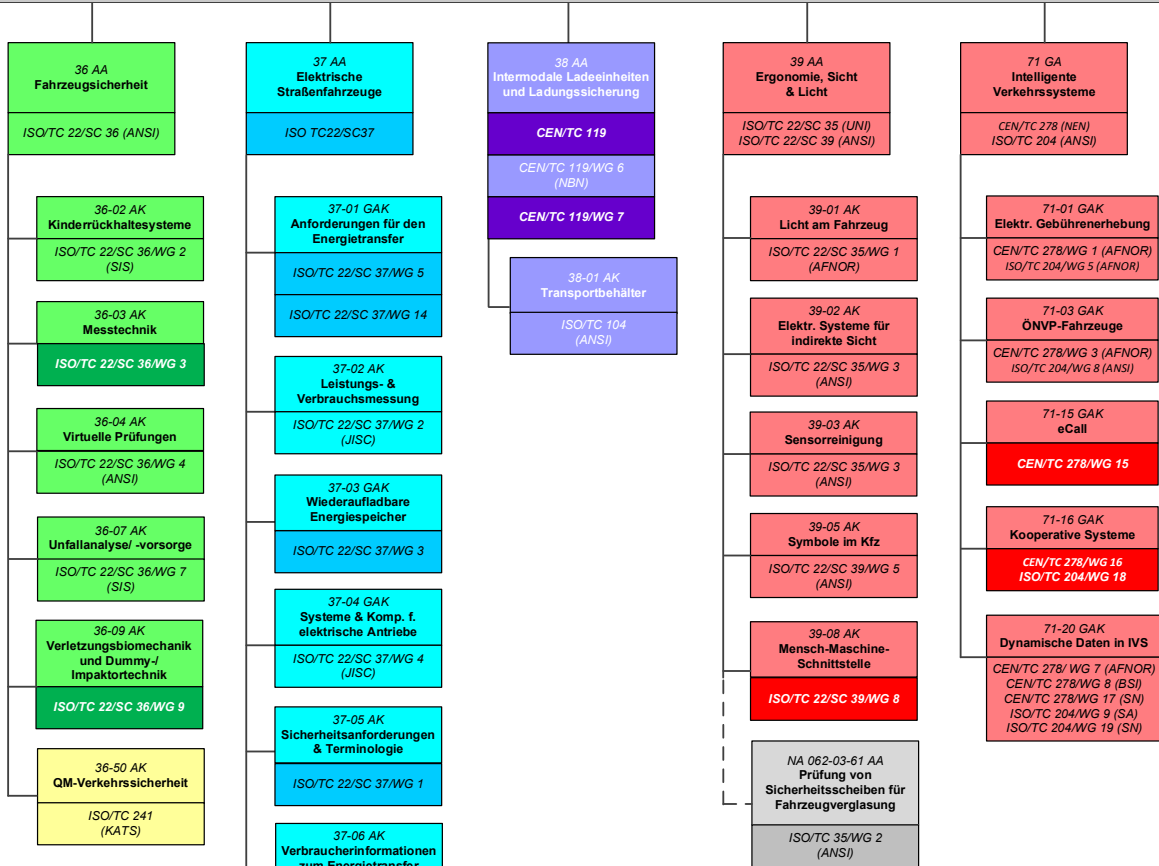 36 AA
Fahrzeugsicherheit
ISO/TC 22/SC 36 (ANSI)
36-02 AK
Kinderrückhaltesysteme
ISO/TC 22/SC 36/WG 2
(SIS)
36-03 AK
Messtechnik
ISO/TC 22/SC 36/WG 3
36-04 AK
Virtuelle Prüfungen
ISO/TC 22/SC 36/WG 4
(ANSI)
36-07 AK
Unfallanalyse/ -vorsorge
ISO/TC 22/SC 36/WG 7
(SIS)
36-09 AK
Verletzungsbiomechanik
und Dummy-/
Impaktortechnik
ISO/TC 22/SC 36/WG 9
36-50 AK
QM-Verkehrssicherheit
ISO/TC 241
(KATS)
37 AA
Elektrische
Straßenfahrzeuge
ISO TC22/SC37
37-01 GAK
Anforderungen für den
Energietransfer
ISO/TC 22/SC 37/WG 5
ISO/TC 22/SC 37/WG 14
37-02 AK
Leistungs- &
Verbrauchsmessung
ISO/TC 22/SC 37/WG 2
(JISC)
37-03 GAK
Wiederaufladbare
Energiespeicher
ISO/TC 22/SC 37/WG 3
37-04 GAK
Systeme & Komp. f.
elektrische Antriebe
ISO/TC 22/SC 37/WG 4
(JISC)
37-05 AK
Sicherheitsanforderungen
& Terminologie
ISO/TC 22/SC 37/WG 1
37-06 AK
Verbraucherinformationen
zum Energietransfer
38 AA
Intermodale Ladeeinheiten
und Ladungssicherung
CEN/TC 119
CEN/TC 119/WG 6
(NBN)
CEN/TC 119/WG 7
38-01 AK
Transportbehälter
ISO/TC 104
(ANSI)
39 AA
Ergonomie, Sicht
& Licht
ISO/TC 22/SC 35 (UNI)
ISO/TC 22/SC 39 (ANSI)
39-01 AK
Licht am Fahrzeug
ISO/TC 22/SC 35/WG 1
(AFNOR)
39-02 AK
Elektr. Systeme für
indirekte Sicht
ISO/TC 22/SC 35/WG 3
(ANSI)
39-03 AK
Sensorreinigung
ISO/TC 22/SC 35/WG 3
(ANSI)
39-05 AK
Symbole im Kfz
ISO/TC 22/SC 39/WG 5
(ANSI)
39-08 AK
Mensch-Maschine-
Schnittstelle
ISO/TC 22/SC 39/WG 8
NA 062-03-61 AA
Prüfung von
Sicherheitsscheiben für
Fahrzeugverglasung
ISO/TC 35/WG 2
(ANSI)
71 GA
Intelligente
Verkehrssysteme
CEN/TC 278 (NEN)
ISO/TC 204 (ANSI)
71-01 GAK
Elektr. Gebührenerhebung
CEN/TC 278/WG 1 (AFNOR)
ISO/TC 204/WG 5 (AFNOR)
71-03 GAK
ÖNVP-Fahrzeuge
CEN/TC 278/WG 3 (AFNOR)
ISO/TC 204/WG 8 (ANSI)
71-15 GAK
eCall
CEN/TC 278/WG 15
71-16 GAK
Kooperative Systeme
CEN/TC 278/WG 16
ISO/TC 204/WG 18
71-20 GAK
Dynamische Daten in IVS
CEN/TC 278/ WG 7 (AFNOR)
CEN/TC 278/WG 8 (BSI)
CEN/TC 278/WG 17 (SN)
ISO/TC 204/WG 9 (SA)
ISO/TC 204/WG 19 (SN)